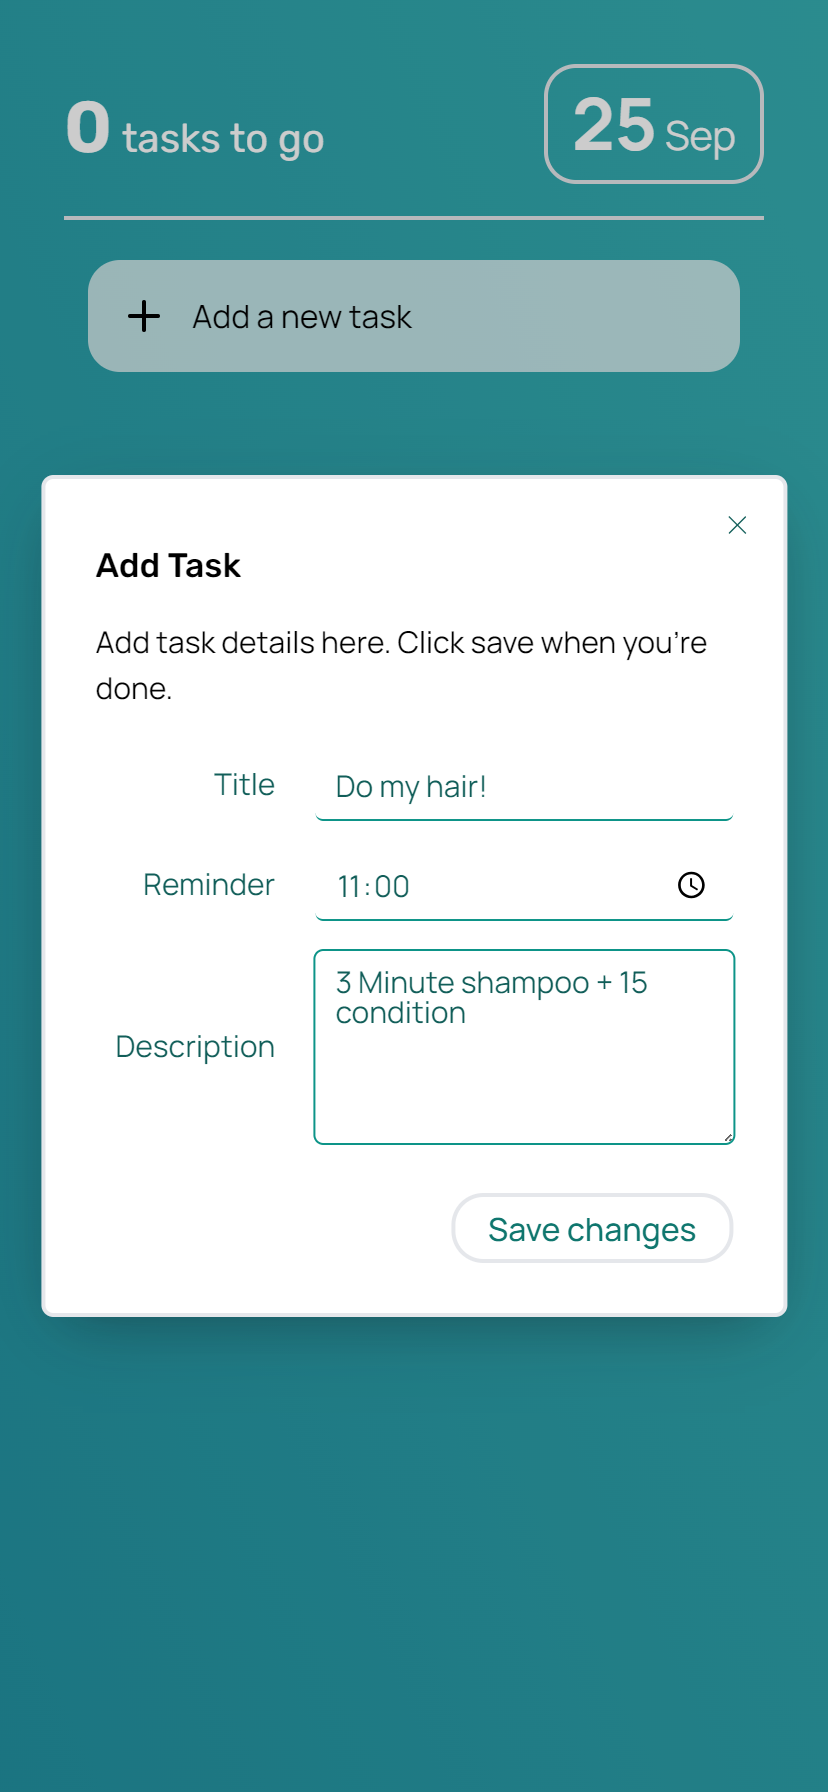 0 tasks to go
25 Sep
Add a new task
Add Task
Add task details here. Click save when you're
done.
Title
Do my hair!
Reminder
11:00
Description
3 Minute shampoo + 15
condition
Save changes